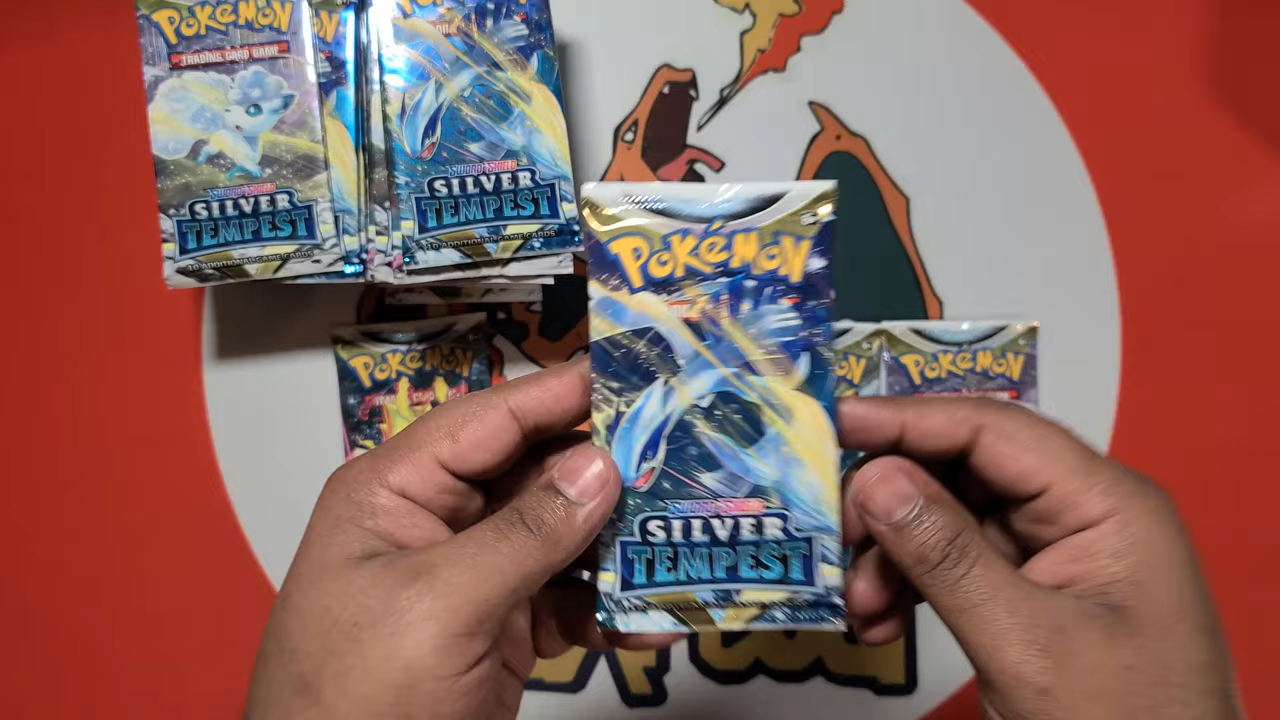 POKéMON
TRADING CARD GAME
SWORD & SHIELD
SILVER
TEMPEST
10 ADDITIONAL GAME CARDS
SWORD & SHIELD
SILVER
TEMPEST
10 ADDITIONAL GAME CARDS
POKéMON
SWORD & SHIELD
SILVER
TEMPEST
POKéMON
POKéMON